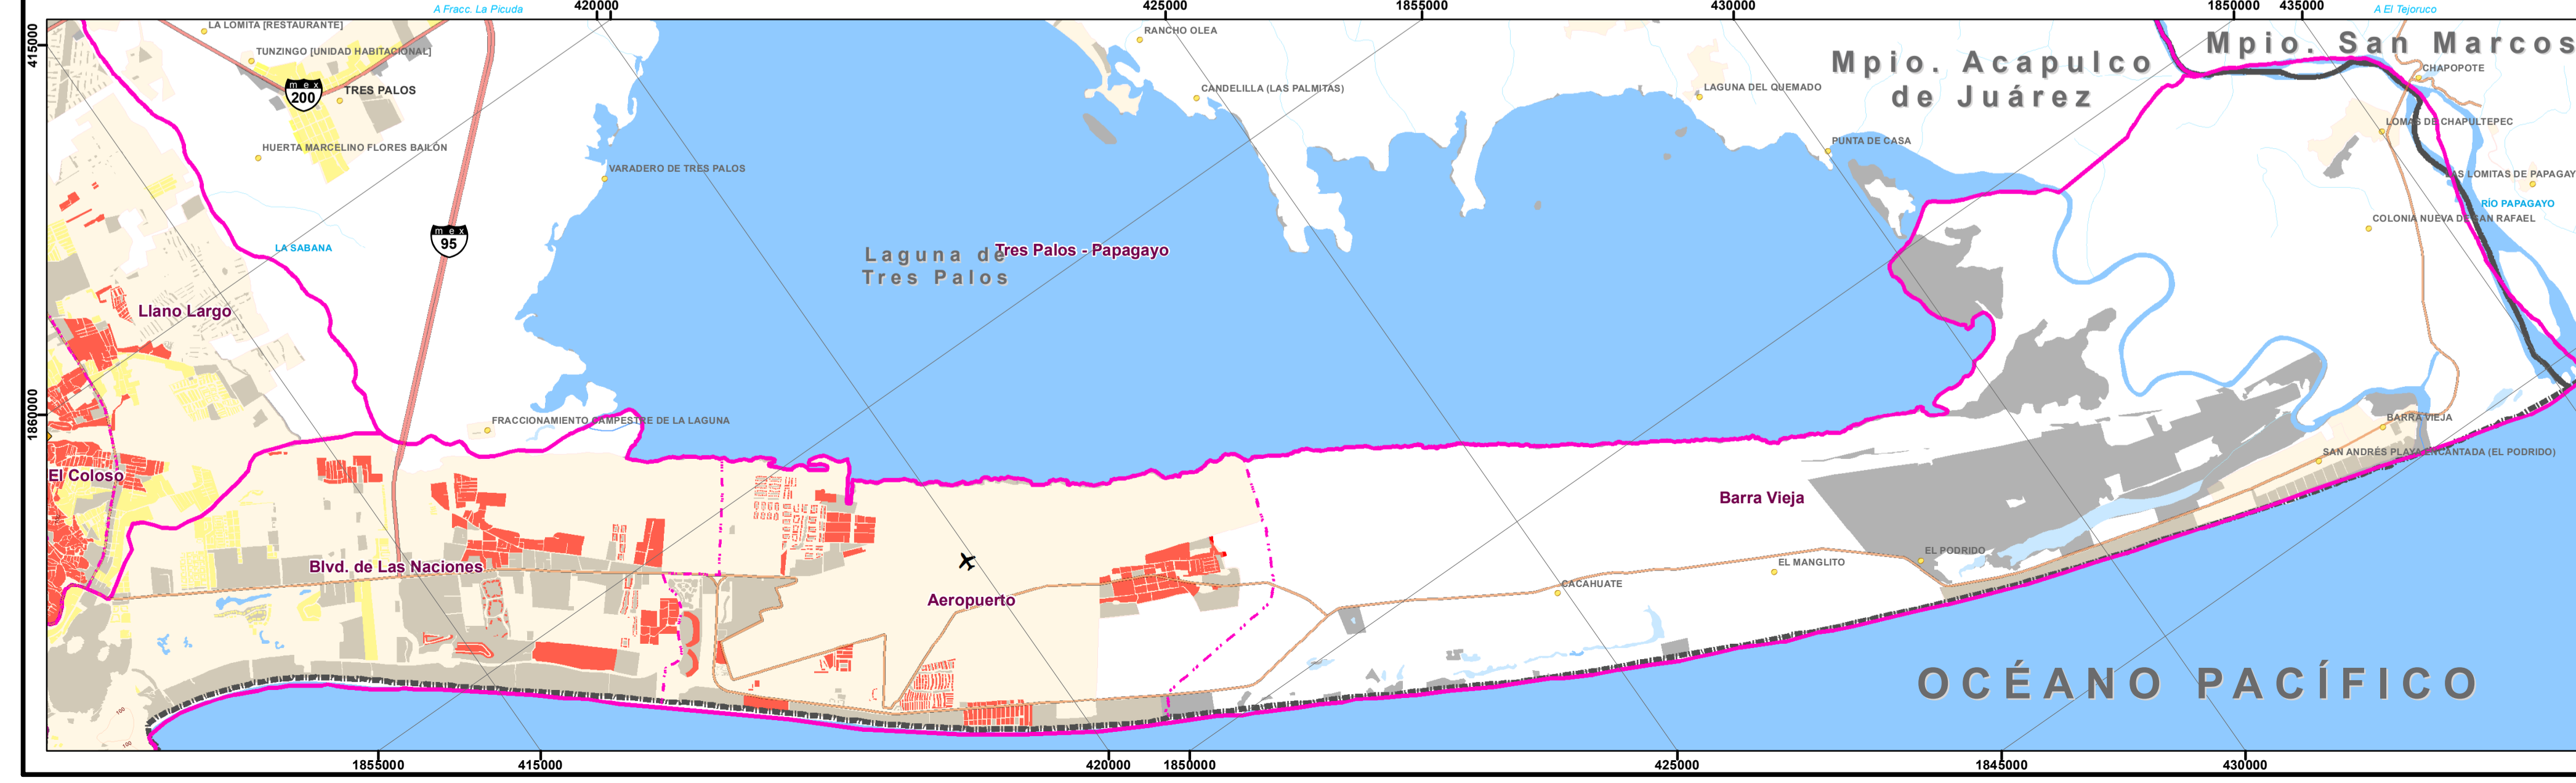 A Fracc. La Picuda
420000
425000
1855000
430000
1850000
435000
A El Tejoruco
415000
1860000
LA LOMITA [RESTAURANTE]
TUNZINGO [UNIDAD HABITACIONAL]
mex
200
TRES PALOS
HUERTA MARCELINO FLORES BAILÓN
mex
95
LA SABANA
VARADERO DE TRES PALOS
RANCHO OLEA
CANDELILLA (LAS PALMITAS)
LAGUNA DEL QUEMADO
PUNTA DE CASA
Mpio. Acapulco
de Juárez
Mpio. San Marcos
CHAPOPOTE
LOMAS DE CHAPULTEPEC
LAS LOMITAS DE PAPAGAY
RÍO PAPAGAYO
COLONIA NUEVA DE SAN RAFAEL
Laguna de
Tres Palos
Tres Palos - Papagayo
Llano Largo
El Coloso
FRACCIONAMIENTO CAMPESTRE DE LA LAGUNA
BARRA VIEJA
SAN ANDRÉS PLAYA ENCANTADA (EL PODRIDO)
Barra Vieja
EL PODRIDO
EL MANGLITO
CACAHUATE
Blvd. de Las Naciones
Aeropuerto
OCÉANO PACÍFICO
100
100
1855000
415000
420000
1850000
425000
1845000
430000